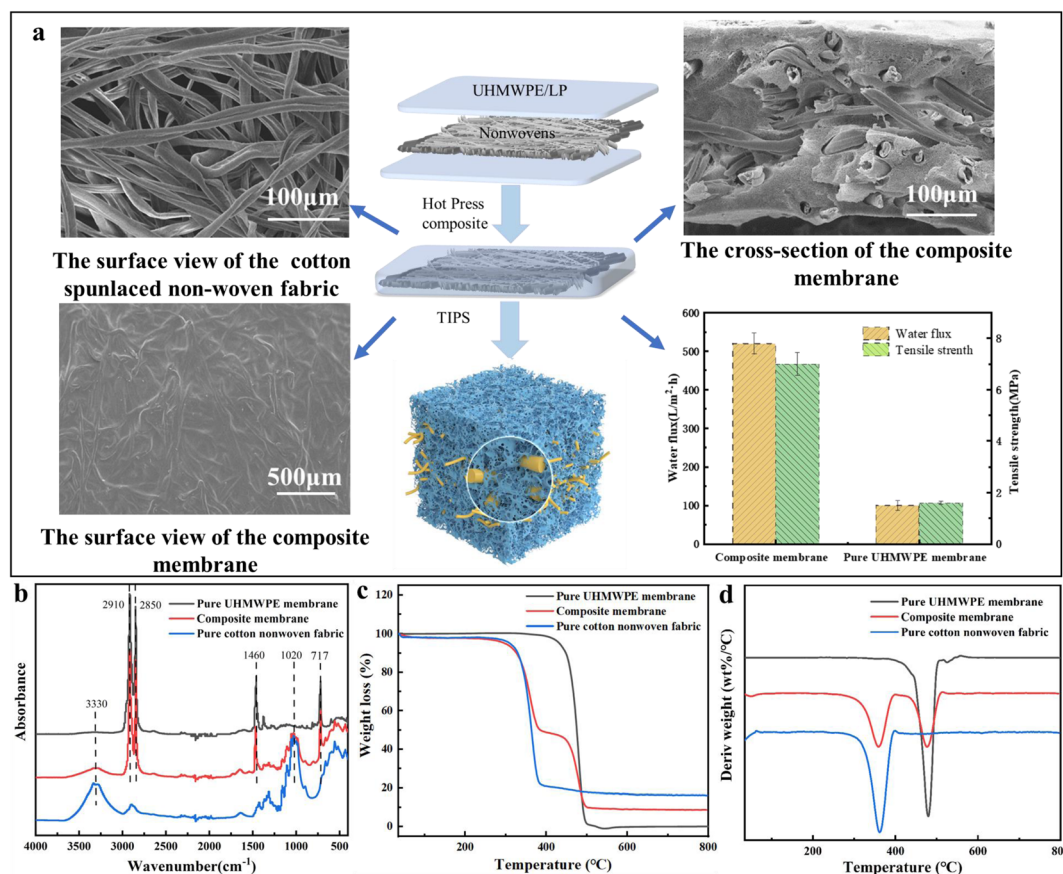 a
100μm
The surface view of the cotton
spunlaced non-woven fabric
UHMWPE/LP
Nonwovens
Hot Press
composite
TIPS
100μm
The cross-section of the composite
membrane
500μm
The surface view of the composite
membrane
600
500
400
300
200
100
0
Water flux(L/m²·h)
Water flux
Tensile strenth
8
6
4
2
0
Tensile strength(MPa)
Composite membrane
Pure UHMWPE membrane
b
2910
2850
Pure UHMWPE membrane
Composite membrane
Pure cotton nonwoven fabric
3330
1460
1020
717
Absorbance
4000 3500 3000 2500 2000 1500 1000 500
Wavenumber(cm⁻¹)
c
Pure UHMWPE membrane
Composite membrane
Pure cotton nonwoven fabric
120
100
80
60
40
20
0
Weight loss (%)
200 400 600 800
Temperature (℃)
d
Pure UHMWPE membrane
Composite membrane
Pure cotton nonwoven fabric
Deriv weight (wt%/℃)
200 400 600 80
Temperature (℃)